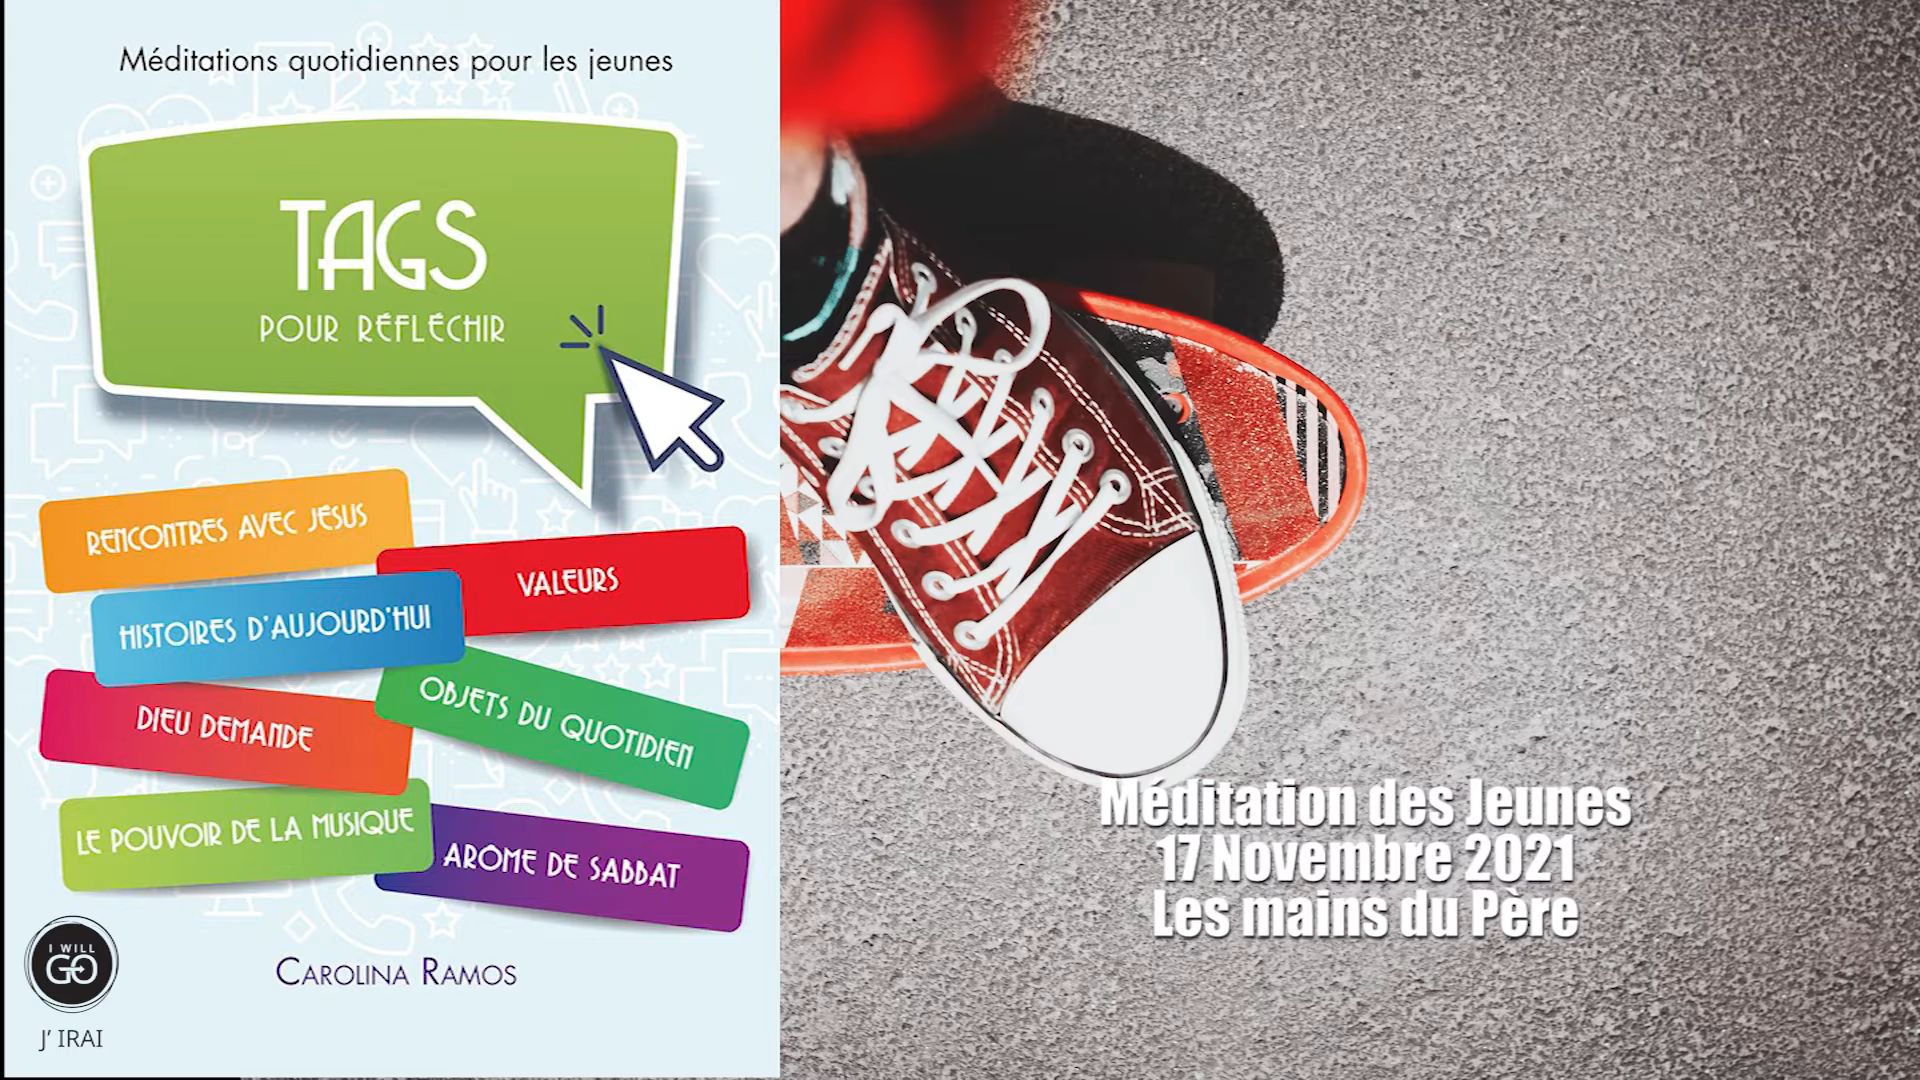 Méditations quotidiennes pour les jeunes
TAGS
POUR RÉFLÉCHIR
RENCONTRES AVEC JÉSUS
VALEURS
HISTOIRES D'AUJOURD'HUI
OBJETS DU QUOTIDIEN
DIEU DEMANDE
LE POUVOIR DE LA MUSIQUE
ARÔME DE SABBAT
I WILL
GO
J' IRAI
CAROLINA RAMOS
Méditation des Jeunes
17 Novembre 2021
Les mains du Père